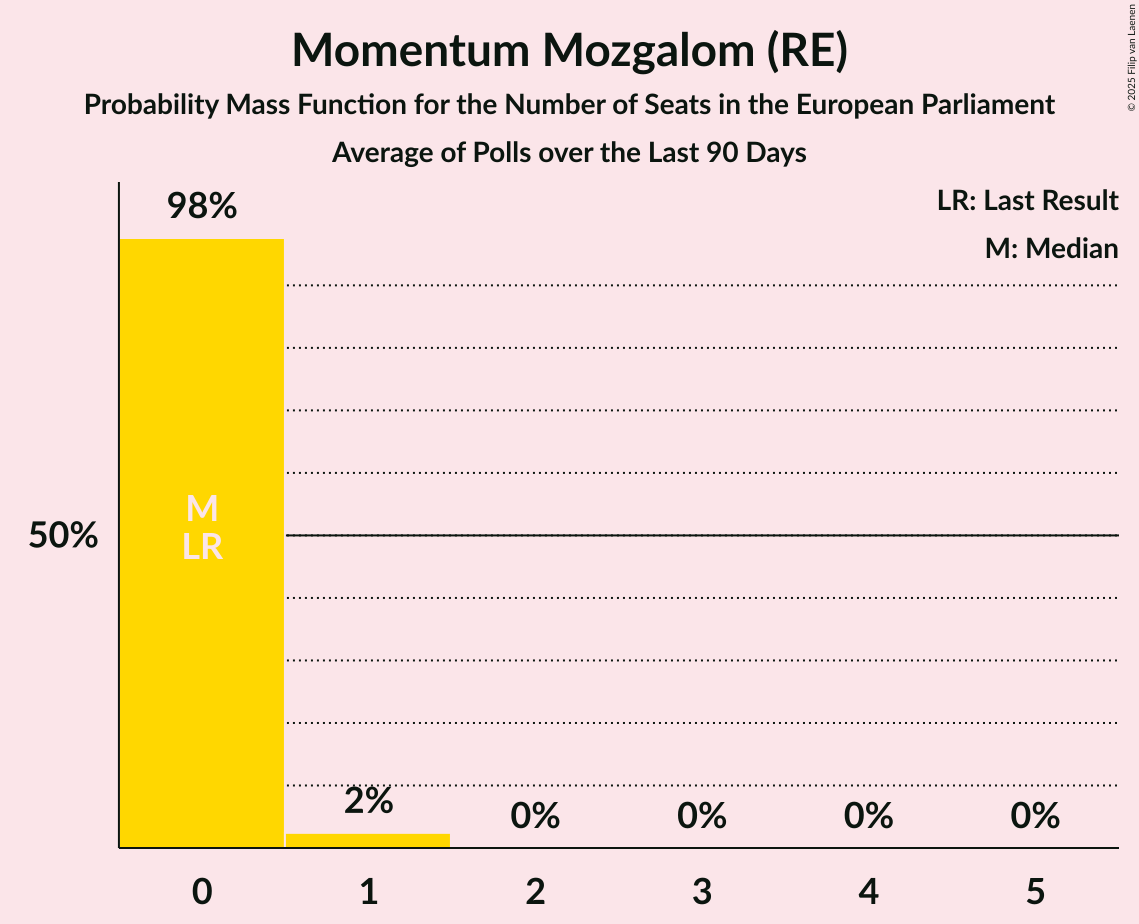 Momentum Mozgalom (RE)
Probability Mass Function for the Number of Seats in the European Parliament
Average of Polls over the Last 90 Days
© 2025 Filip van Laenen
LR: Last Result
M: Median
98%
M
LR
50%
2%
0%
0%
0%
0%
0
1
2
3
4
5